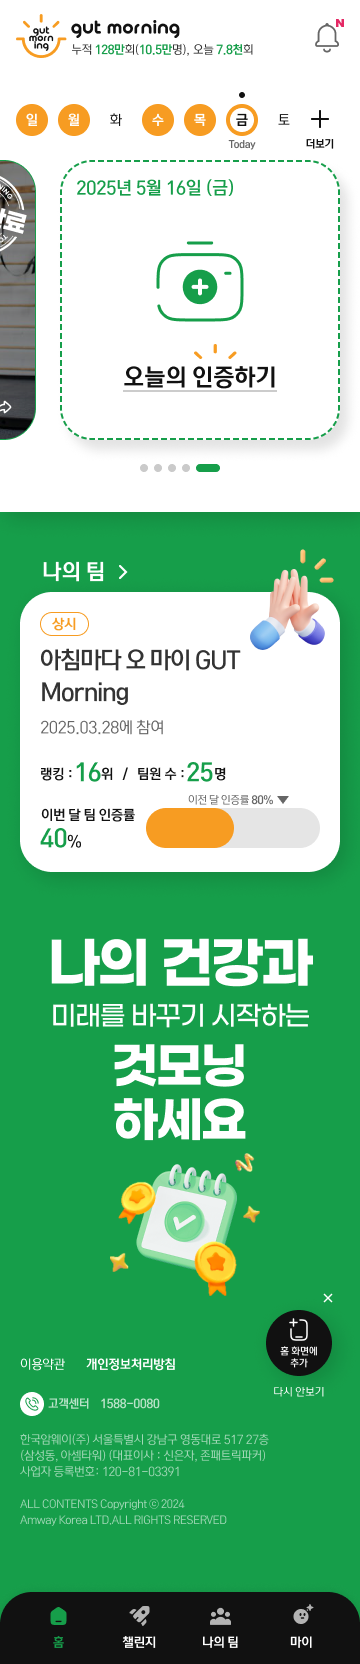 gut morning
gut morning
누적 128만회(10.5만명), 오늘 7.8천회
N
일 월 화 수 목 금 토
Today 더보기
2025년 5월 16일 (금)
오늘의 인증하기
나의 팀
상시
아침마다 오 마이 GUT
Morning
2025.03.28에 참여
랭킹 : 16위 / 팀원 수 : 25명
이전 달 인증률 80%
이번 달 팀 인증률
40%
나의 건강과
미래를 바꾸기 시작하는
것모닝
하세요
홈 화면에
추가
다시 안보기
이용약관 개인정보처리방침
고객센터 1588-0080
한국암웨이(주) 서울특별시 강남구 영동대로 517 27층
(삼성동, 아셈타워) (대표이사 : 신은자, 존패트릭파커)
사업자 등록번호: 120-81-03391
ALL CONTENTS Copyright ⓒ 2024
Amway Korea LTD.ALL RIGHTS RESERVED
홈 챌린지 나의 팀 마이